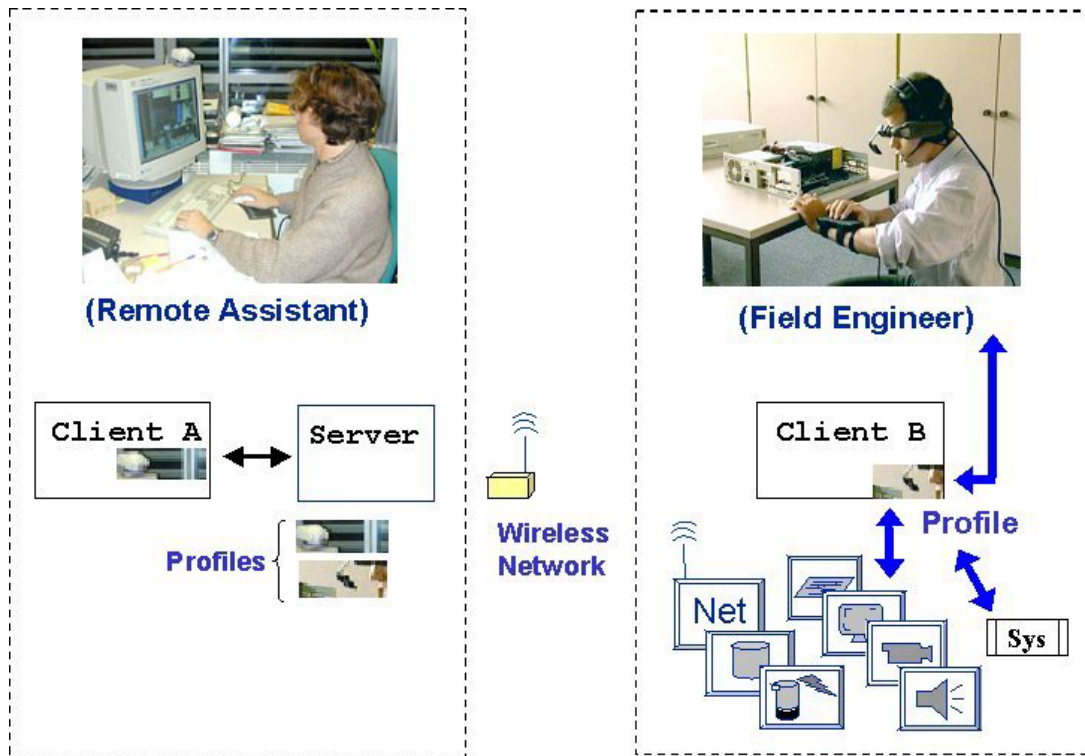 (Remote Assistant)
(Field Engineer)
Client A
Server
Client B
Profiles
Wireless
Network
Profile
Net
Sys